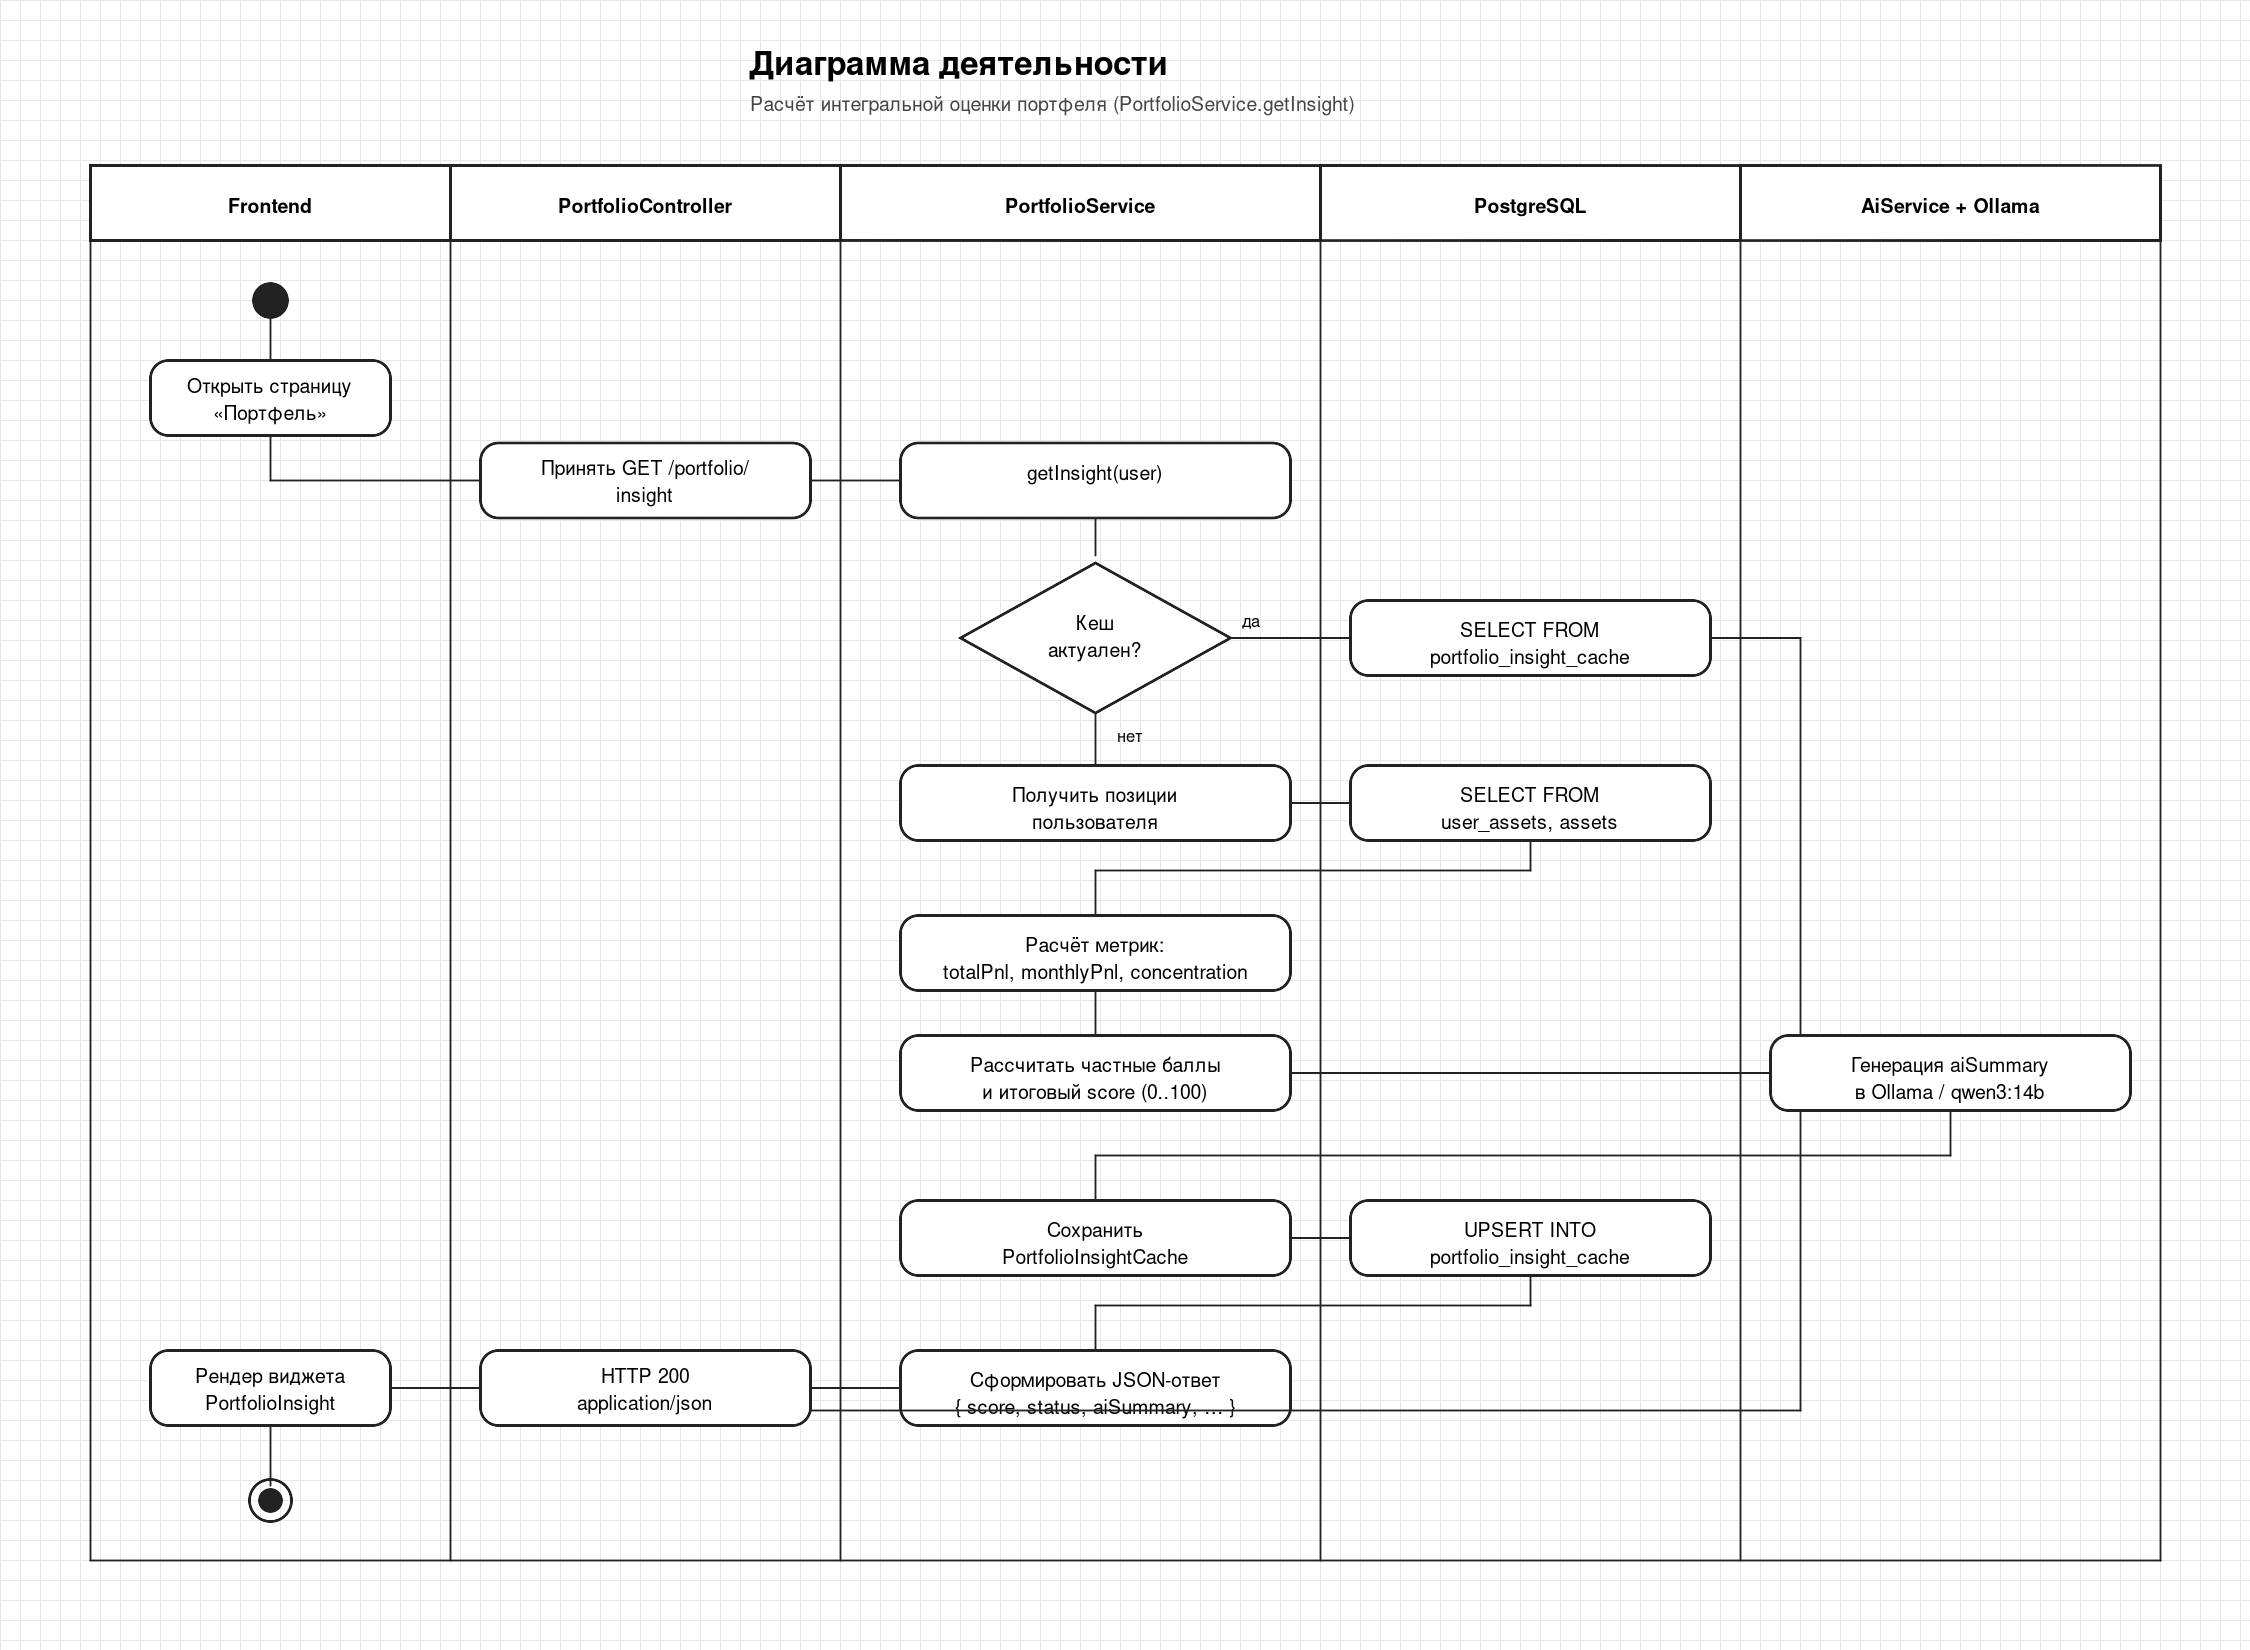 Диаграмма деятельности
Расчёт интегральной оценки портфеля (PortfolioService.getInsight)
Frontend
PortfolioController
PortfolioService
PostgreSQL
AiService + Ollama
Открыть страницу
«Портфель»
Принять GET /portfolio/
insight
getInsight(user)
Кеш
актуален?
да
SELECT FROM
portfolio_insight_cache
нет
Получить позиции
пользователя
SELECT FROM
user_assets, assets
Расчёт метрик:
totalPnl, monthlyPnl, concentration
Рассчитать частные баллы
и итоговый score (0..100)
Генерация aiSummary
в Ollama / qwen3:14b
Сохранить
PortfolioInsightCache
UPSERT INTO
portfolio_insight_cache
Рендер виджета
PortfolioInsight
HTTP 200
application/json
Сформировать JSON-ответ
{ score, status, aiSummary, … }